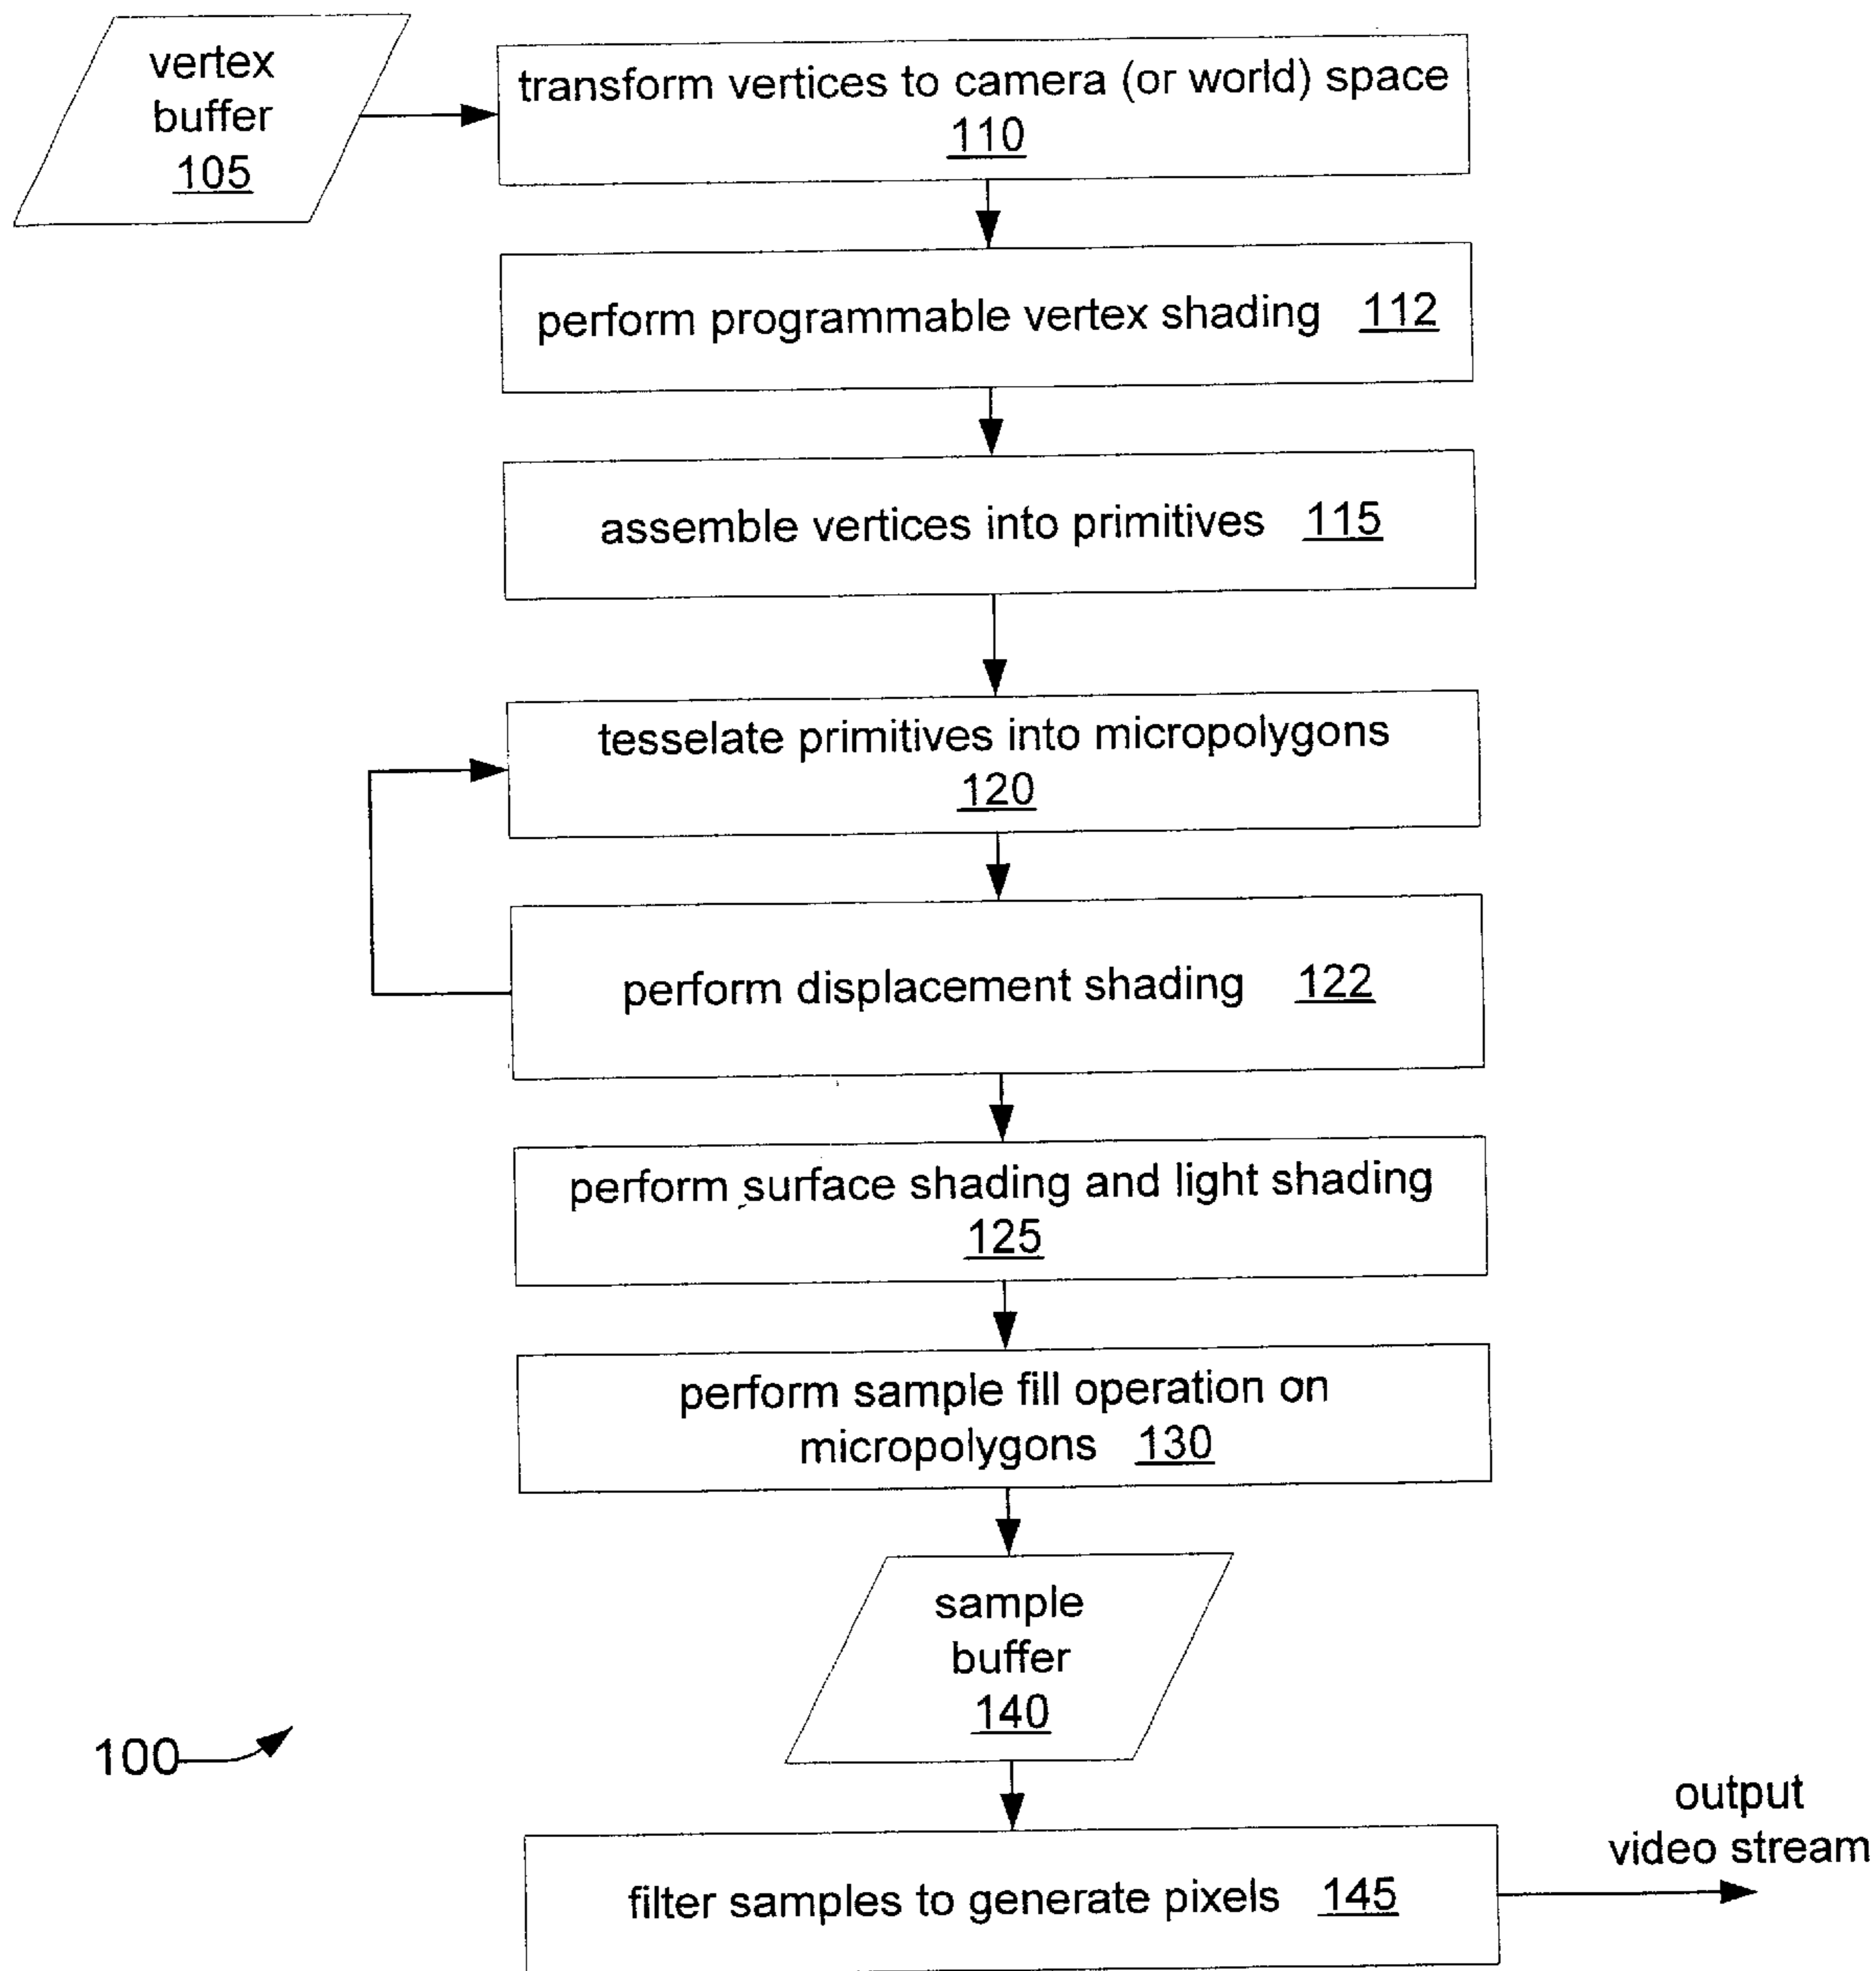 vertex
buffer
105
transform vertices to camera (or world) space
110
perform programmable vertex shading 112
assemble vertices into primitives 115
tesselate primitives into micropolygons
120
perform displacement shading 122
perform surface shading and light shading
125
perform sample fill operation on
micropolygons 130
sample
buffer
140
100
output
video stream
filter samples to generate pixels 145